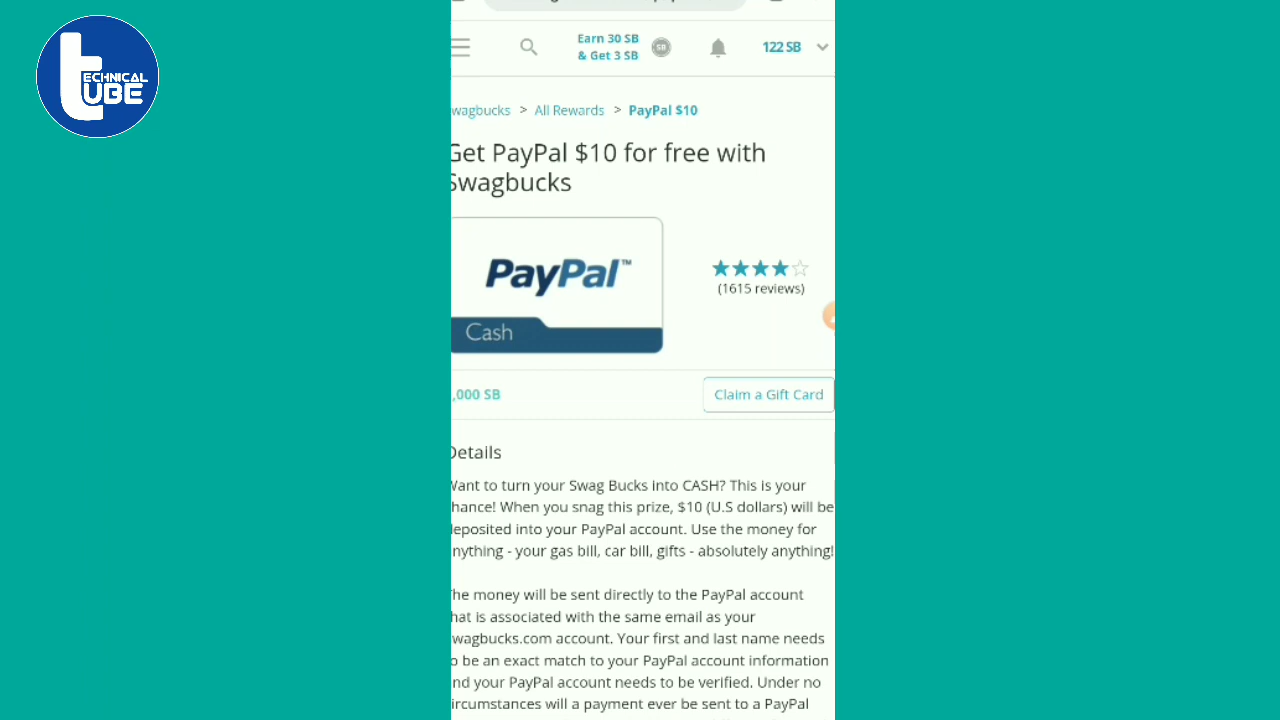 tECHNICAL
UBE
Earn 30 SB
& Get 3 SB
SB
122 SB
wagbucks > All Rewards > PayPal $10
Get PayPal $10 for free with
Swagbucks
PayPal™
Cash
(1615 reviews)
,000 SB
Claim a Gift Card
Details
Want to turn your Swag Bucks into CASH? This is your
hance! When you snag this prize, $10 (U.S dollars) will be
deposited into your PayPal account. Use the money for
nything - your gas bill, car bill, gifts - absolutely anything!
The money will be sent directly to the PayPal account
hat is associated with the same email as your
wagbucks.com account. Your first and last name needs
o be an exact match to your PayPal account information
nd your PayPal account needs to be verified. Under no
ircumstances will a payment ever be sent to a PayPal